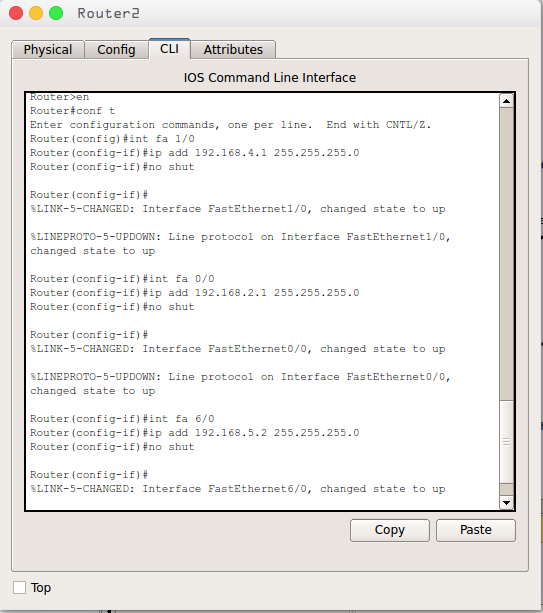 Router2
Physical Config CLI Attributes
IOS Command Line Interface
Router>en
Router#conf t
Enter configuration commands, one per line.  End with CNTL/Z.
Router(config)#int fa 1/0
Router(config-if)#ip add 192.168.4.1 255.255.255.0
Router(config-if)#no shut
Router(config-if)#
%LINK-5-CHANGED: Interface FastEthernet1/0, changed state to up
%LINEPROTO-5-UPDOWN: Line protocol on Interface FastEthernet1/0,
changed state to up
Router(config-if)#int fa 0/0
Router(config-if)#ip add 192.168.2.1 255.255.255.0
Router(config-if)#no shut
Router(config-if)#
%LINK-5-CHANGED: Interface FastEthernet0/0, changed state to up
%LINEPROTO-5-UPDOWN: Line protocol on Interface FastEthernet0/0,
changed state to up
Router(config-if)#int fa 6/0
Router(config-if)#ip add 192.168.5.2 255.255.255.0
Router(config-if)#no shut
Router(config-if)#
%LINK-5-CHANGED: Interface FastEthernet6/0, changed state to up
Copy Paste
Top